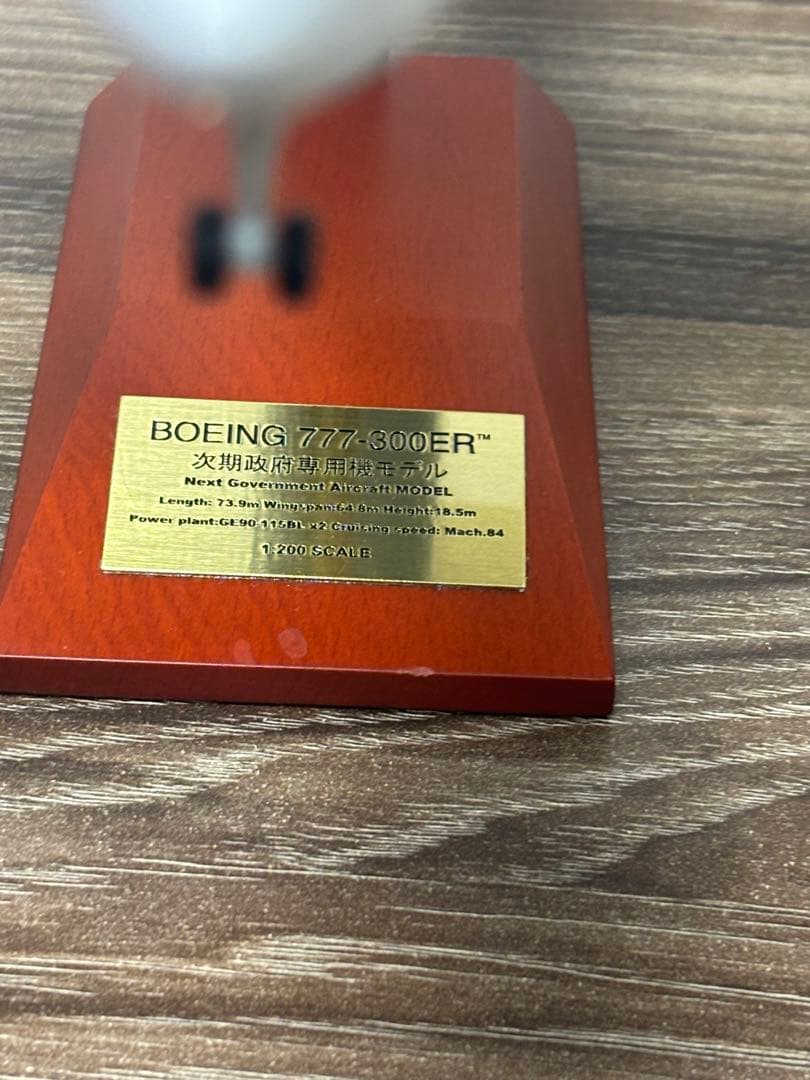 BOEING 777-300ER™
次期政府専用機モデル
Next Government Aircraft MODEL
Length: 73.9m Wingspan:64.8m Height:18.5m
Power plant:GE90-115BL x2 Cruising speed: Mach.84
1:200 SCALE